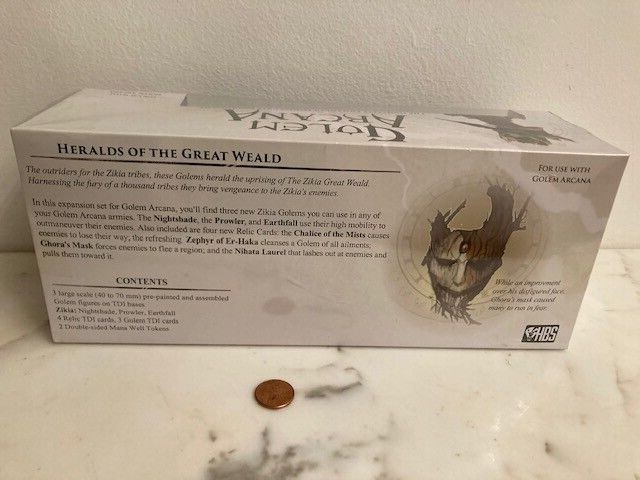 GOLEM
ARCANA
HERALDS OF THE GREAT WEALD
The outriders for the Zikia tribes, these Golems herald the uprising of The Zikia Great Weald.
Harnessing the fury of a thousand tribes they bring vengeance to the Zikia's enemies.
In this expansion set for Golem Arcana, you'll find three new Zikia Golems you can use in any of
your Golem Arcana armies. The Nightshade, the Prowler, and Earthfall use their high mobility to
outmaneuver their enemies. Also included are four new Relic Cards: the Chalice of the Mists causes
enemies to lose their way; the refreshing Zephyr of Er-Haka cleanses a Golem of all ailments;
Ghora's Mask forces enemies to flee a region; and the Nihata Laurel that lashes out at enemies and
pulls them toward it.
CONTENTS
3 large scale (40 to 70 mm) pre-painted and assembled
Golem figures on TDI bases
Zikia: Nightshade, Prowler, Earthfall
4 Relic TDI cards, 3 Golem TDI cards
2 Double-sided Mana Well Tokens
FOR USE WITH
GOLEM ARCANA
While an improvement
over his disfigured face,
Ghora's mask caused
many to run in fear.
HBS